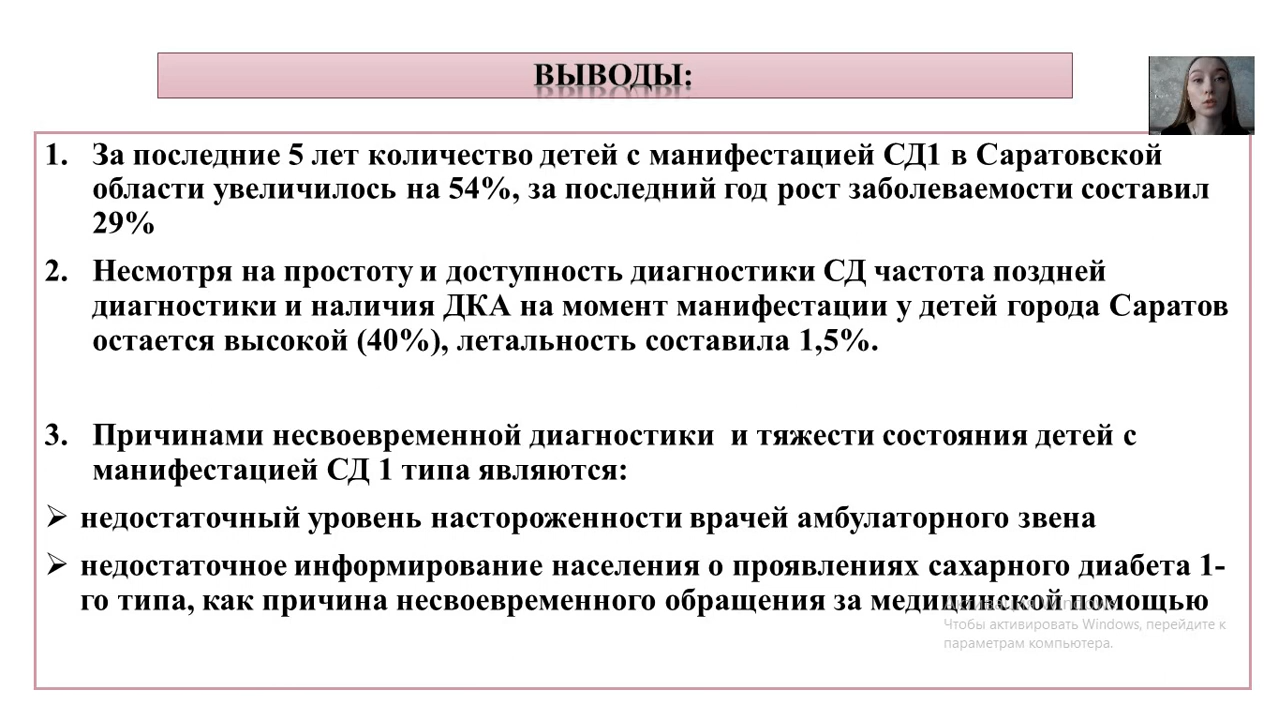 ВЫВОДЫ:
1. За последние 5 лет количество детей с манифестацией СД1 в Саратовской
области увеличилось на 54%, за последний год рост заболеваемости составил
29%
2. Несмотря на простоту и доступность диагностики СД частота поздней
диагностики и наличия ДКА на момент манифестации у детей города Саратов
остается высокой (40%), летальность составила 1,5%.
3. Причинами несвоевременной диагностики и тяжести состояния детей с
манифестацией СД 1 типа являются:
➢ недостаточный уровень настороженности врачей амбулаторного звена
➢ недостаточное информирование населения о проявлениях сахарного диабета 1-
го типа, как причина несвоевременного обращения за медицинской помощью
Активация Windows
Чтобы активировать Windows, перейдите к
параметрам компьютера.